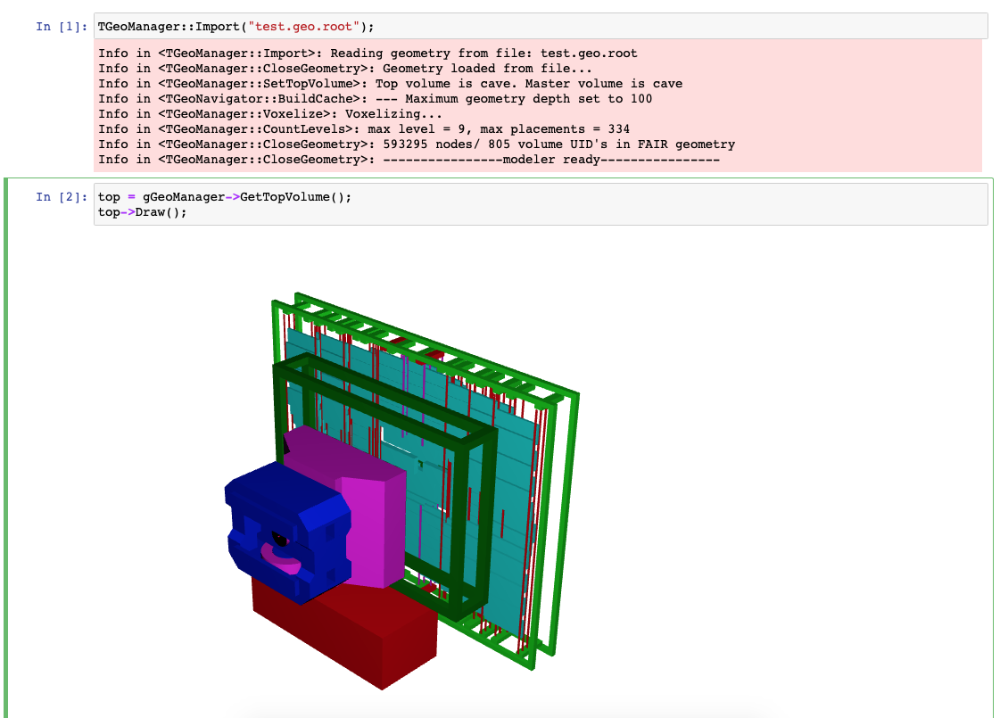 In [1]: TGeoManager::Import("test.geo.root");
Info in <TGeoManager::Import>: Reading geometry from file: test.geo.root
Info in <TGeoManager::CloseGeometry>: Geometry loaded from file...
Info in <TGeoManager::SetTopVolume>: Top volume is cave. Master volume is cave
Info in <TGeoNavigator::BuildCache>: --- Maximum geometry depth set to 100
Info in <TGeoManager::Voxelize>: Voxelizing...
Info in <TGeoManager::CountLevels>: max level = 9, max placements = 334
Info in <TGeoManager::CloseGeometry>: 593295 nodes/ 805 volume UID's in FAIR geometry
Info in <TGeoManager::CloseGeometry>: ----------------modeler ready----------------
In [2]: top = gGeoManager->GetTopVolume();
top->Draw();